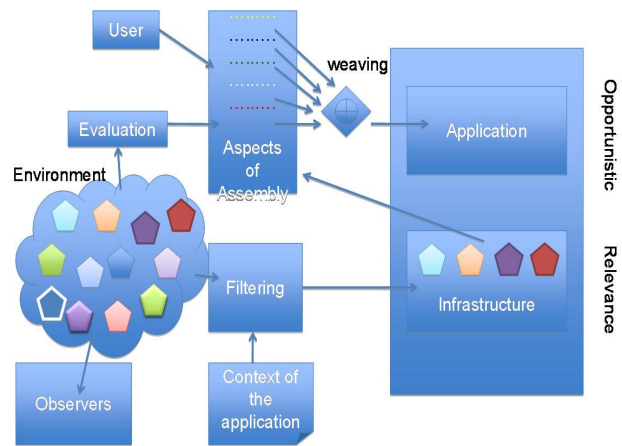 User
weaving
Evaluation
Application
Aspects
of
Assembly
Opportunistic
Environment
Filtering
Infrastructure
Relevance
Observers
Context of
the
application